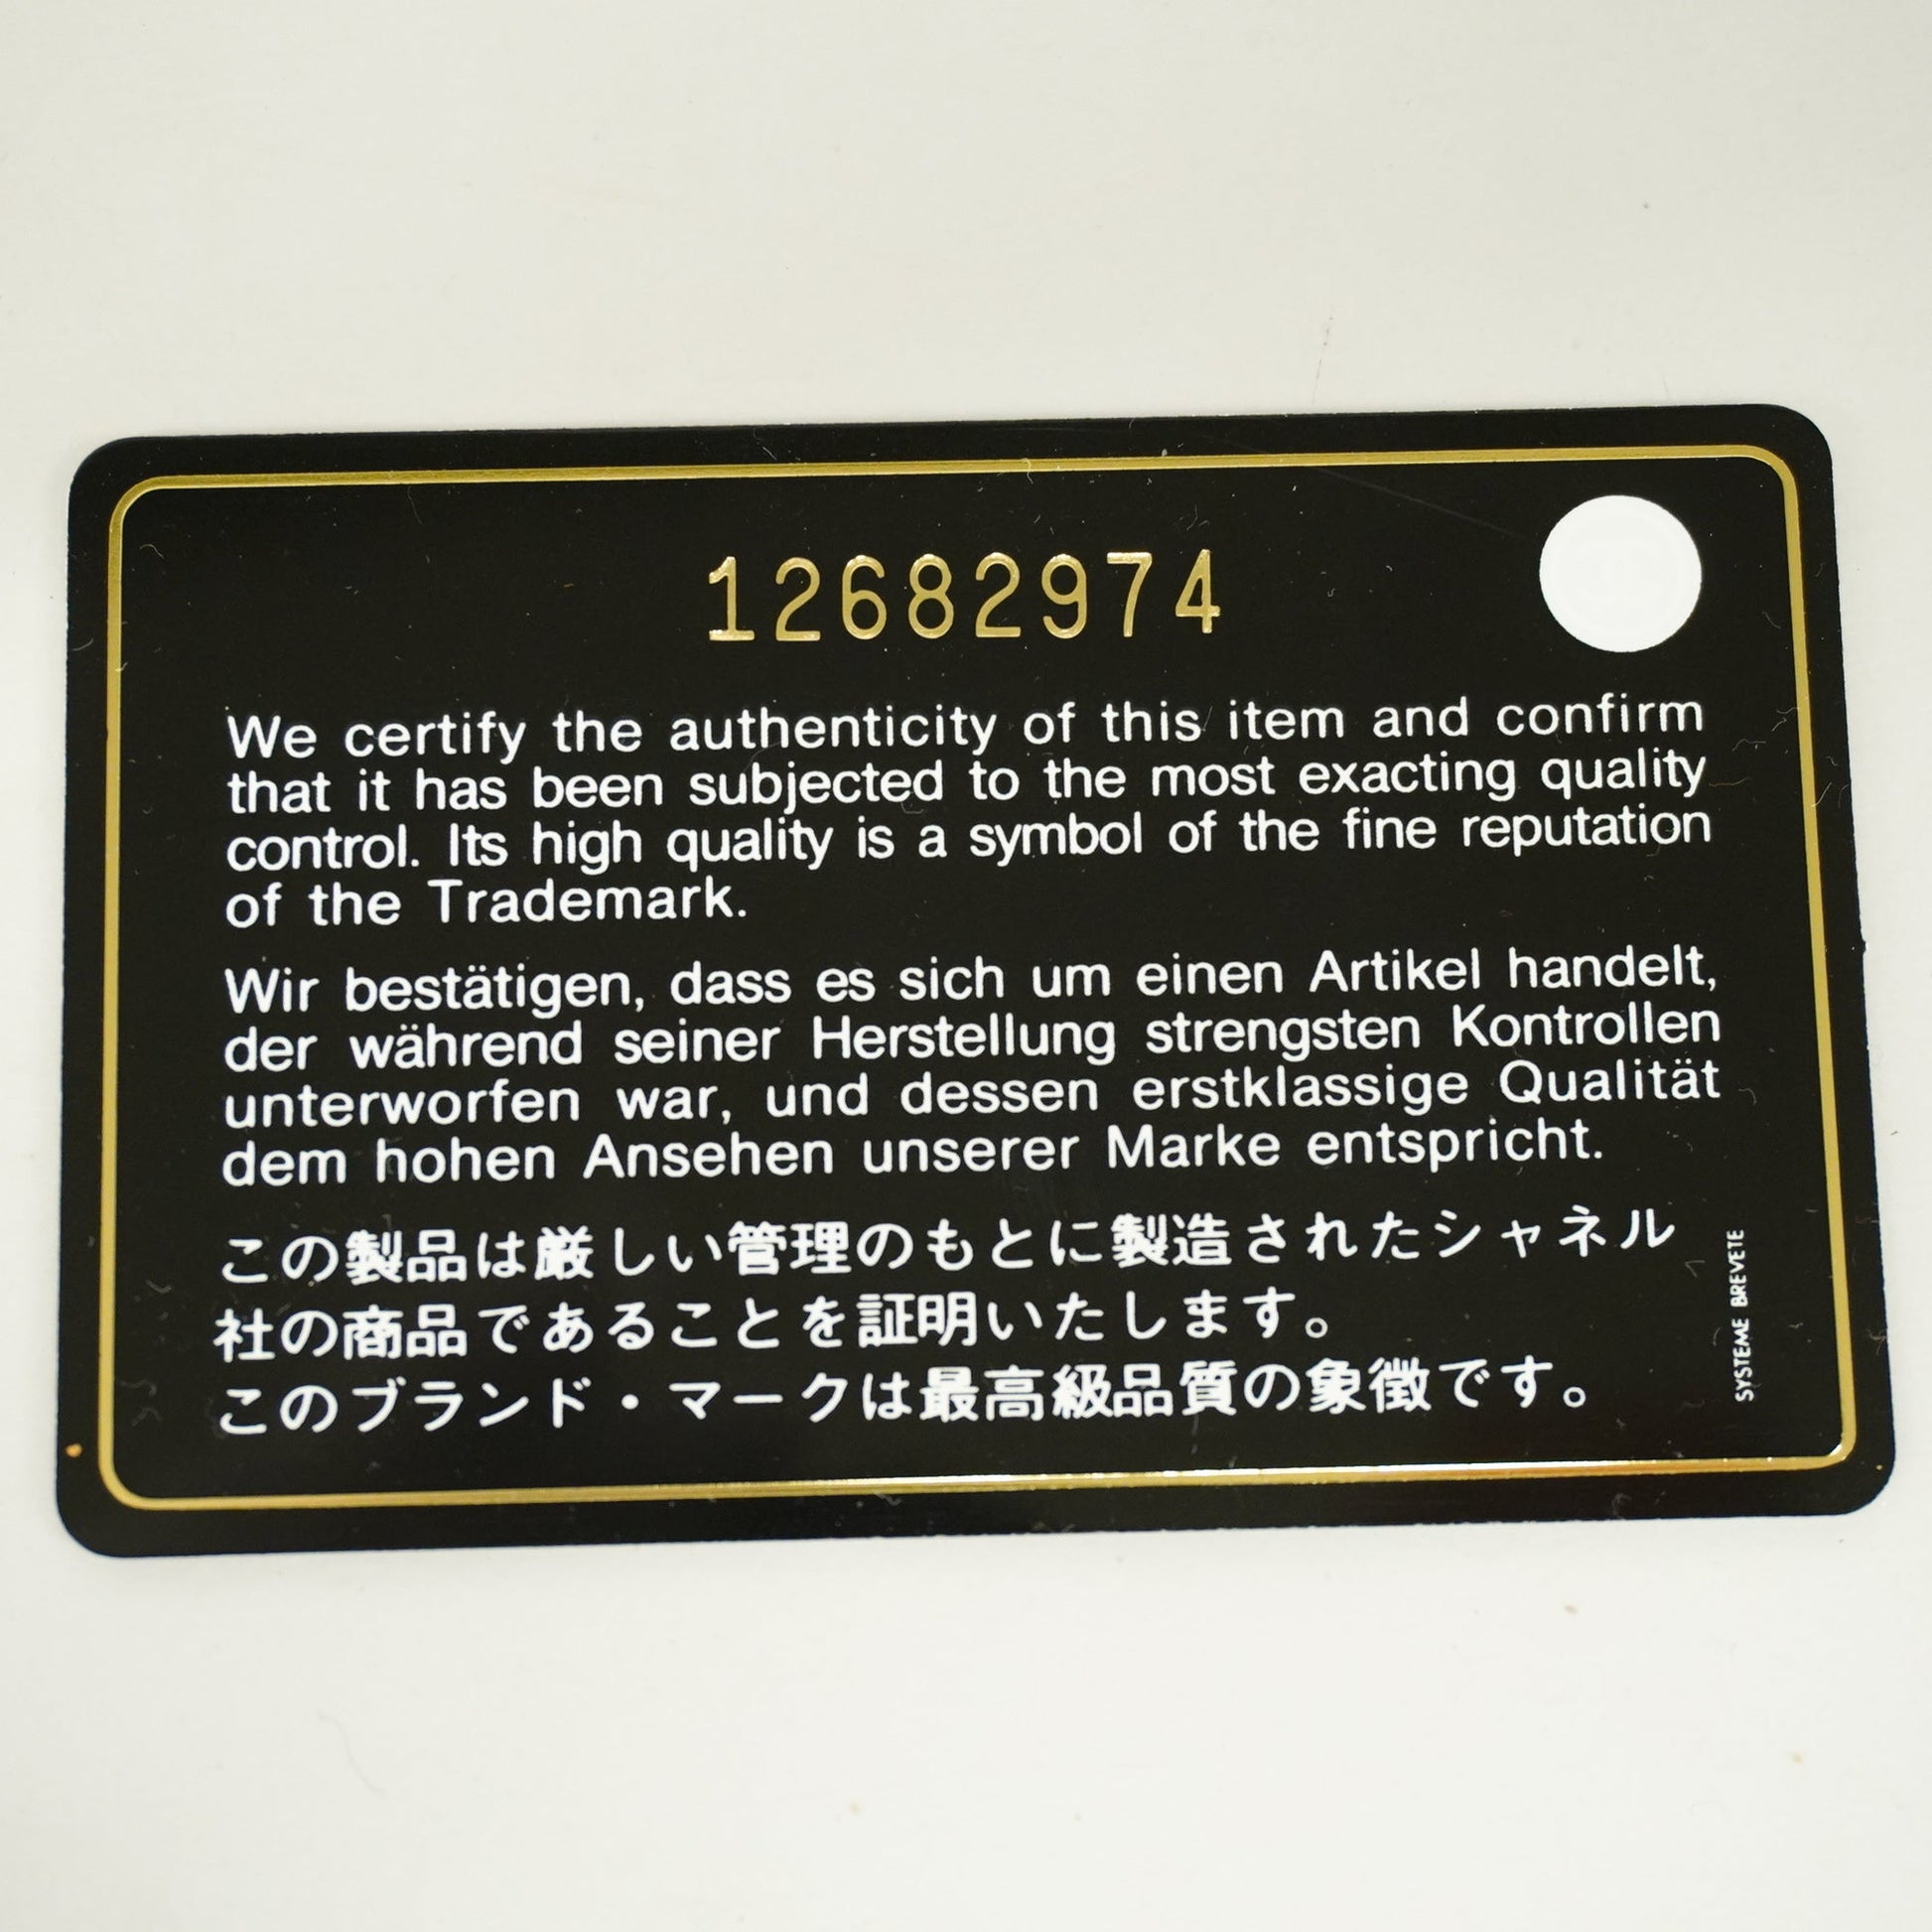 12682974
We certify the authenticity of this item and confirm
that it has been subjected to the most exacting quality
control. Its high quality is a symbol of the fine reputation
of the Trademark.
Wir bestätigen, dass es sich um einen Artikel handelt,
der während seiner Herstellung strengsten Kontrollen
unterworfen war, und dessen erstklassige Qualität
dem hohen Ansehen unserer Marke entspricht.
この製品は厳しい管理のもとに製造されたシャネル
社の商品であることを証明いたします。
このブランド・マークは最高級品質の象徴です。
SYSTEME BREVETE